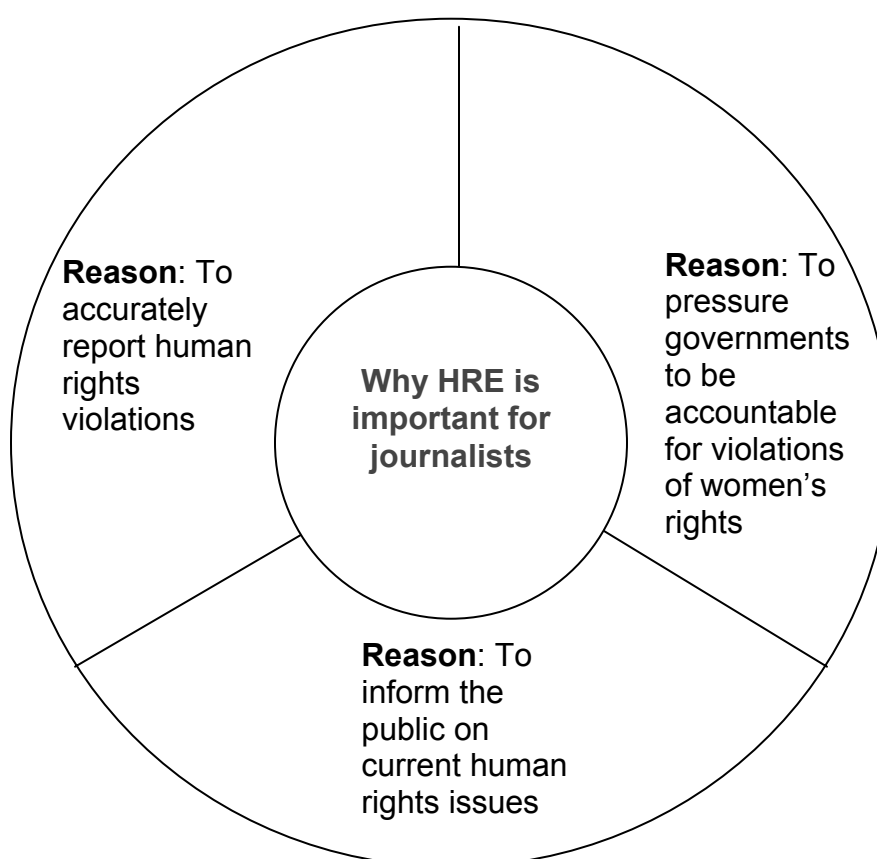 Reason: To
accurately
report human
rights
violations
Why HRE is
important for
journalists
Reason: To
pressure
governments
to be
accountable
for violations
of women's
rights
Reason: To
inform the
public on
current human
rights issues